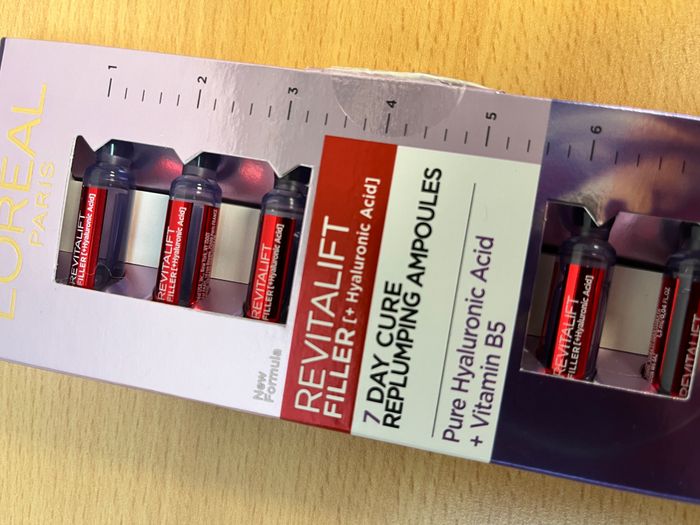 L'ORÉAL
PARIS
1
2
3
4
5
6
REVITALIFT
FILLER [+Hyaluronic Acid]
REVITALIFT
FILLER [+Hyaluronic Acid]
REVITALIFT
FILLER [+Hyaluronic Acid]
New
Formula
REVITALIFT
FILLER [+ Hyaluronic Acid]
7 DAY CURE
REPLUMPING AMPOULES
Pure Hyaluronic Acid
+ Vitamin B5
REVITALIFT
FILLER [+Hyaluronic Acid]
REVITALIFT